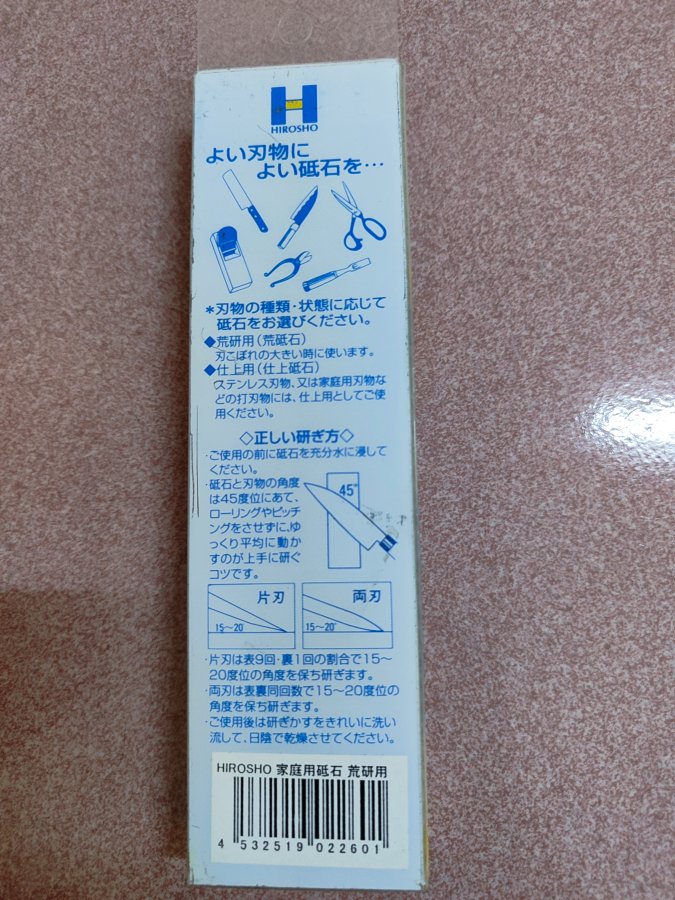 H
HIROSHO
よい刃物に
よい砥石を…
*刃物の種類・状態に応じて
砥石をお選びください。
◆荒研用(荒砥石)
刃こぼれの大きい時に使います。
◆仕上用(仕上砥石)
ステンレス刃物、又は家庭用刃物な
どの打刃物には、仕上用としてご使
用ください。
◇正しい研ぎ方◇
・ご使用の前に砥石を充分水に浸して
ください。
・砥石と刃物の角度
は45度位にあて、
ローリングやピッチ
ングをさせずに、ゆ
っくり平均に動か
すのが上手に研ぐ
コツです。
45°
片刃
15～20°
両刃
15～20°
・片刃は表9回・裏1回の割合で15～
20度位の角度を保ち研ぎます。
・両刃は表裏同回数で15～20度位の
角度を保ち研ぎます。
・ご使用後は研ぎかすをきれいに洗い
流して、日陰で乾燥させてください。
HIROSHO 家庭用砥石 荒研用
4 532519 022601